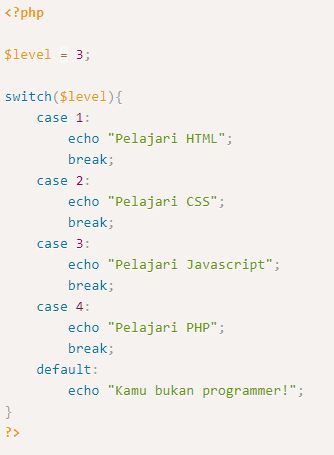 <?php
$level = 3;
switch($level){
    case 1:
        echo "Pelajari HTML";
        break;
    case 2:
        echo "Pelajari CSS";
        break;
    case 3:
        echo "Pelajari Javascript";
        break;
    case 4:
        echo "Pelajari PHP";
        break;
    default:
        echo "Kamu bukan programmer!";
}
?>